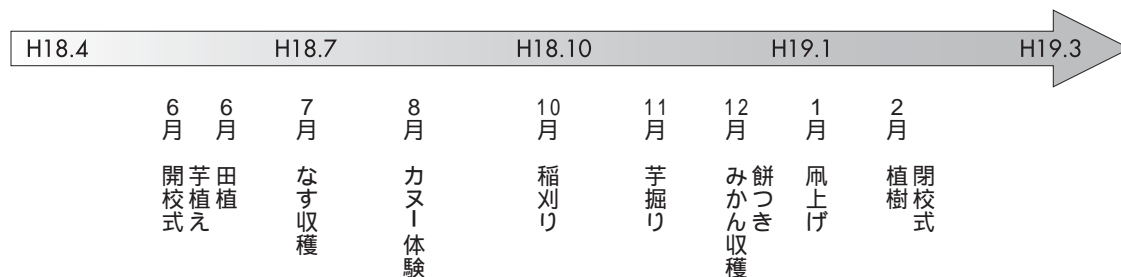 H18.4 H18.7 H18.10 H19.1 H19.3
6月 6月 7月 8月 10月 11月 12月 1月 2月
開校式
芋植え
田植
なす収穫
カヌー体験
稲刈り
芋掘り
みかん収穫
餅つき
凧上げ
植樹
閉校式